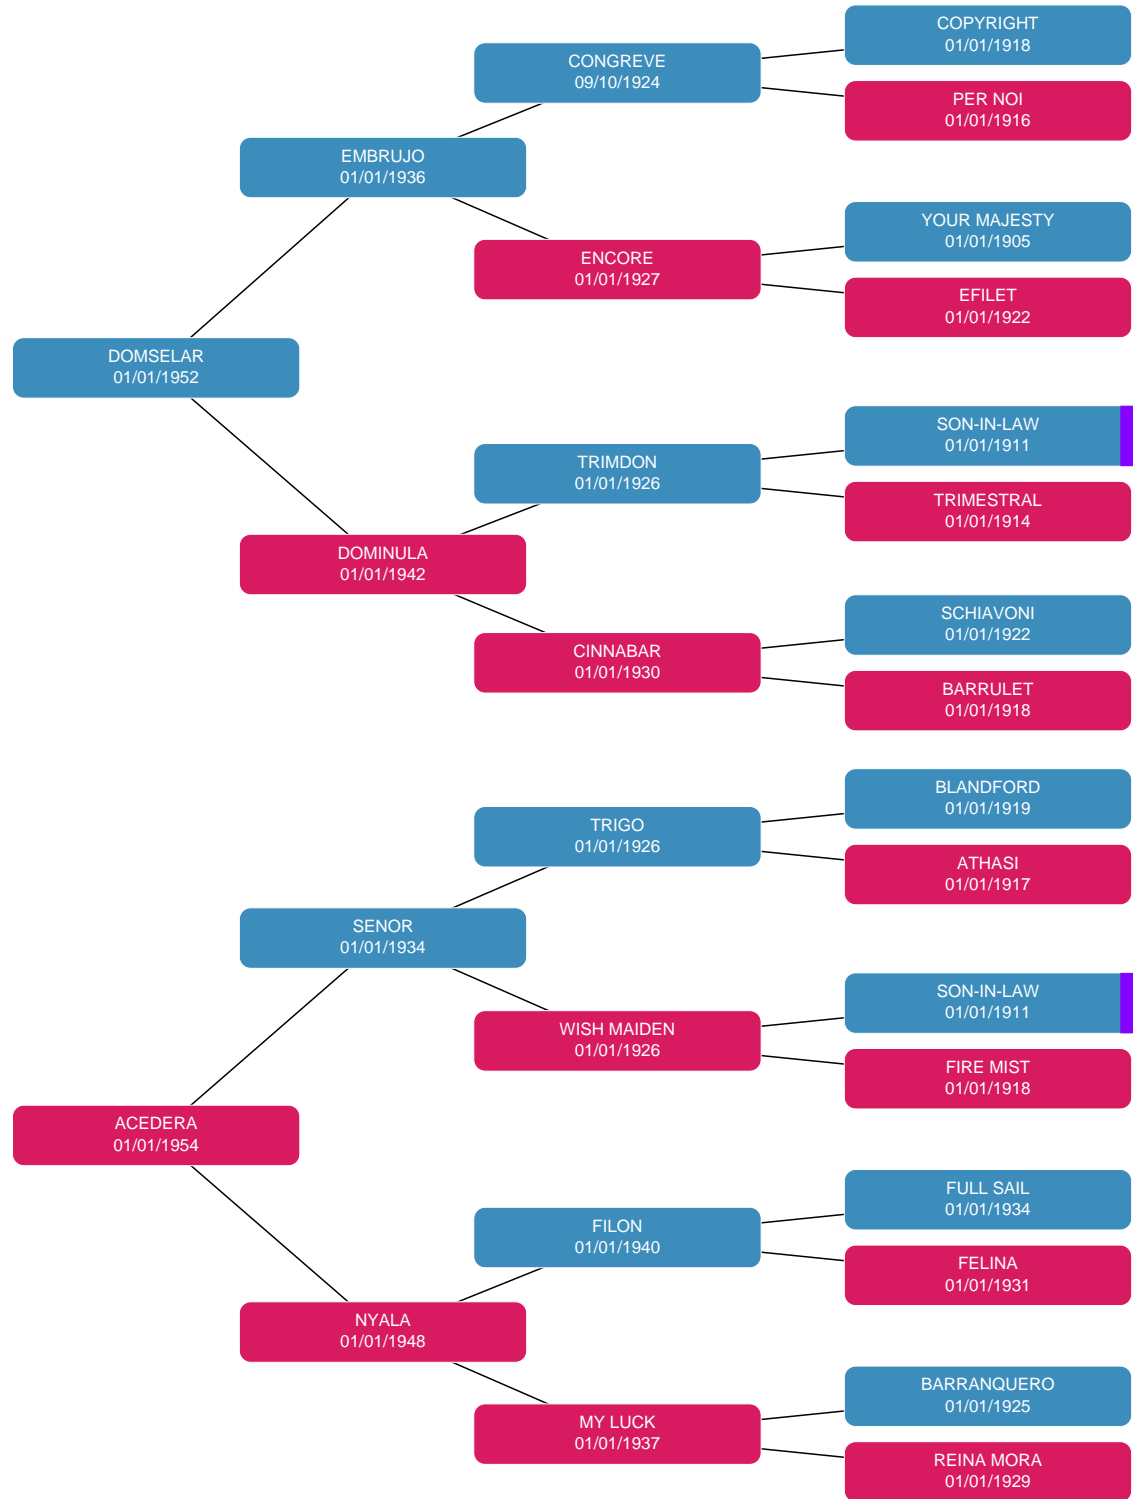 COPYRIGHT
01/01/1918
CONGREVE
09/10/1924
PER NOI
01/01/1916
EMBRUJO
01/01/1936
YOUR MAJESTY
01/01/1905
ENCORE
01/01/1927
EFILET
01/01/1922
DOMSELAR
01/01/1952
SON-IN-LAW
01/01/1911
TRIMDON
01/01/1926
TRIMESTRAL
01/01/1914
DOMINULA
01/01/1942
SCHIAVONI
01/01/1922
CINNABAR
01/01/1930
BARRULET
01/01/1918
BLANDFORD
01/01/1919
TRIGO
01/01/1926
ATHASI
01/01/1917
SENOR
01/01/1934
SON-IN-LAW
01/01/1911
WISH MAIDEN
01/01/1926
FIRE MIST
01/01/1918
ACEDERA
01/01/1954
FULL SAIL
01/01/1934
FILON
01/01/1940
FELINA
01/01/1931
NYALA
01/01/1948
BARRANQUERO
01/01/1925
MY LUCK
01/01/1937
REINA MORA
01/01/1929